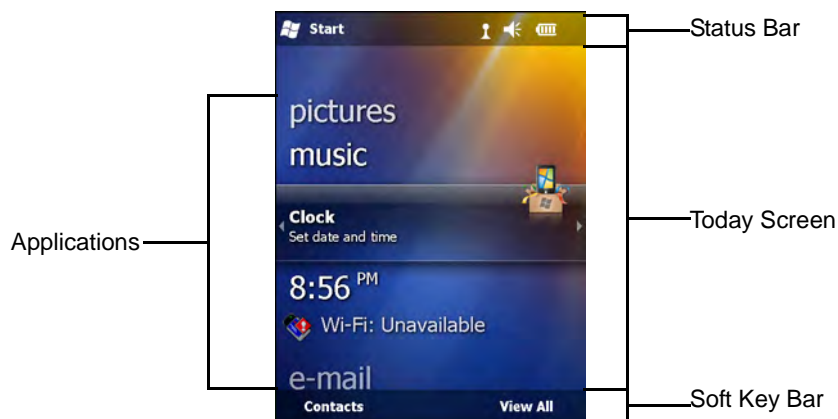 Start
Status Bar
pictures
music
Clock
Set date and time
Applications
Today Screen
8:56 PM
Wi-Fi: Unavailable
e-mail
Contacts
View All
Soft Key Bar